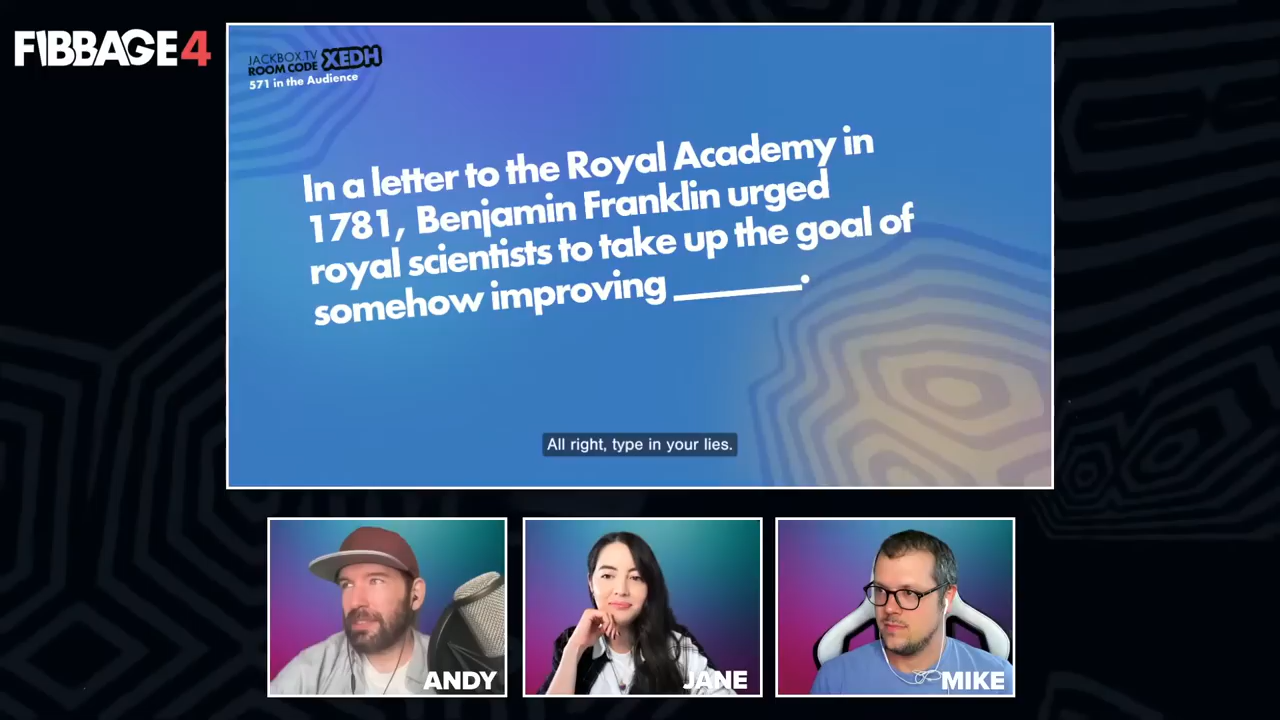 FIBBAGE 4
JACKBOX.TV
ROOM CODE XEDH
571 in the Audience
In a letter to the Royal Academy in
1781, Benjamin Franklin urged
royal scientists to take up the goal of
somehow improving _______.
All right, type in your lies.
ANDY
JANE
MIKE